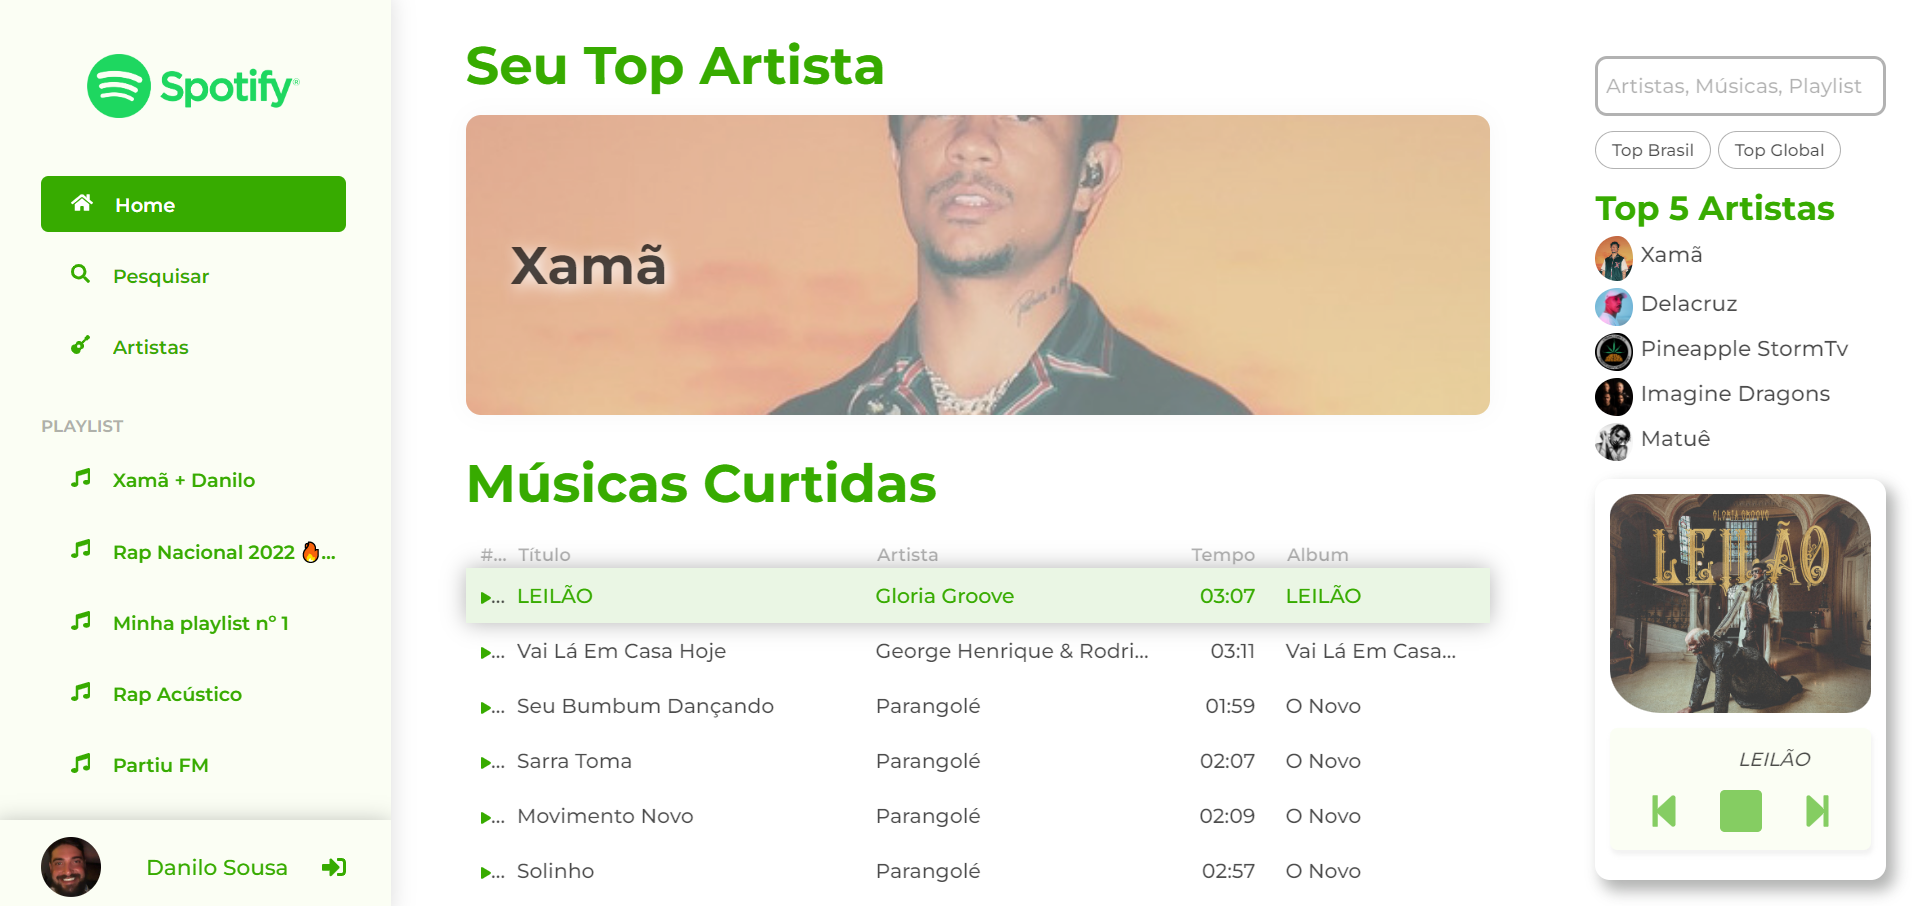 Spotify®
Home
Pesquisar
Artistas
PLAYLIST
Xamã + Danilo
Rap Nacional 2022 🔥...
Minha playlist nº 1
Rap Acústico
Partiu FM
Danilo Sousa
Seu Top Artista
Xamã
Músicas Curtidas
#... Título Artista Tempo Album
... LEILÃO Gloria Groove 03:07 LEILÃO
... Vai Lá Em Casa Hoje George Henrique & Rodri... 03:11 Vai Lá Em Casa...
... Seu Bumbum Dançando Parangolé 01:59 O Novo
... Sarra Toma Parangolé 02:07 O Novo
... Movimento Novo Parangolé 02:09 O Novo
... Solinho Parangolé 02:57 O Novo
Artistas, Músicas, Playlist
Top Brasil Top Global
Top 5 Artistas
Xamã
Delacruz
Pineapple StormTv
Imagine Dragons
Matuê
GLORIA GROOVE
LEILÃO
LEILÃO